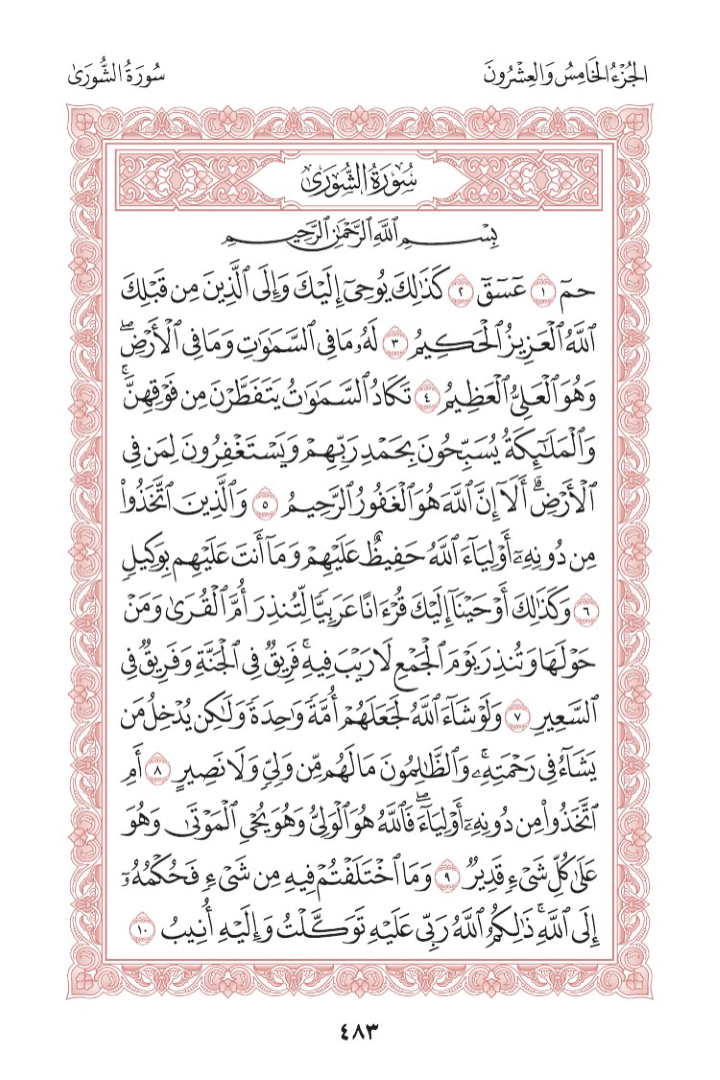 الجُزْءُ الخَامِسُ وَالعِشْرُونَ
سُورَةُ الشُّورَىٰ
سُورَةُ الشُّورَىٰ
بِسْمِ ٱللَّهِ ٱلرَّحْمَٰنِ ٱلرَّحِيمِ
حمٓ ١ عٓسٓقٓ ٢ كَذَٰلِكَ يُوحِيٓ إِلَيْكَ وَإِلَى ٱلَّذِينَ مِن قَبْلِكَ
ٱللَّهُ ٱلْعَزِيزُ ٱلْحَكِيمُ ٣ لَهُۥ مَا فِي ٱلسَّمَٰوَٰتِ وَمَا فِي ٱلْأَرْضِۖ
وَهُوَ ٱلْعَلِيُّ ٱلْعَظِيمُ ٤ تَكَادُ ٱلسَّمَٰوَٰتُ يَتَفَطَّرْنَ مِن فَوْقِهِنَّۚ
وَٱلْمَلَٰٓئِكَةُ يُسَبِّحُونَ بِحَمْدِ رَبِّهِمْ وَيَسْتَغْفِرُونَ لِمَن فِي
ٱلْأَرْضِۗ أَلَآ إِنَّ ٱللَّهَ هُوَ ٱلْغَفُورُ ٱلرَّحِيمُ ٥ وَٱلَّذِينَ ٱتَّخَذُوا۟
مِن دُونِهِۦٓ أَوْلِيَآءَ ٱللَّهُ حَفِيظٌ عَلَيْهِمْ وَمَآ أَنتَ عَلَيْهِم بِوَكِيلٍ
٦ وَكَذَٰلِكَ أَوْحَيْنَآ إِلَيْكَ قُرْءَانًا عَرَبِيًّا لِّتُنذِرَ أُمَّ ٱلْقُرَىٰ وَمَنْ
حَوْلَهَا وَتُنذِرَ يَوْمَ ٱلْجَمْعِ لَا رَيْبَ فِيهِۚ فَرِيقٌ فِي ٱلْجَنَّةِ وَفَرِيقٌ فِي
ٱلسَّعِيرِ ٧ وَلَوْ شَآءَ ٱللَّهُ لَجَعَلَهُمْ أُمَّةً وَٰحِدَةً وَلَٰكِن يُدْخِلُ مَن
يَشَآءُ فِي رَحْمَتِهِۦۚ وَٱلظَّٰلِمُونَ مَا لَهُم مِّن وَلِيٍّ وَلَا نَصِيرٍ ٨ أَمِ
ٱتَّخَذُوا۟ مِن دُونِهِۦٓ أَوْلِيَآءَۖ فَٱللَّهُ هُوَ ٱلْوَلِيُّ وَهُوَ يُحْيِ ٱلْمَوْتَىٰ وَهُوَ
عَلَىٰ كُلِّ شَيْءٍ قَدِيرٌ ٩ وَمَا ٱخْتَلَفْتُمْ فِيهِ مِن شَيْءٍ فَحُكْمُهُۥٓ
إِلَى ٱللَّهِۚ ذَٰلِكُمُ ٱللَّهُ رَبِّي عَلَيْهِ تَوَكَّلْتُ وَإِلَيْهِ أُنِيبُ ١٠
٤٨٣